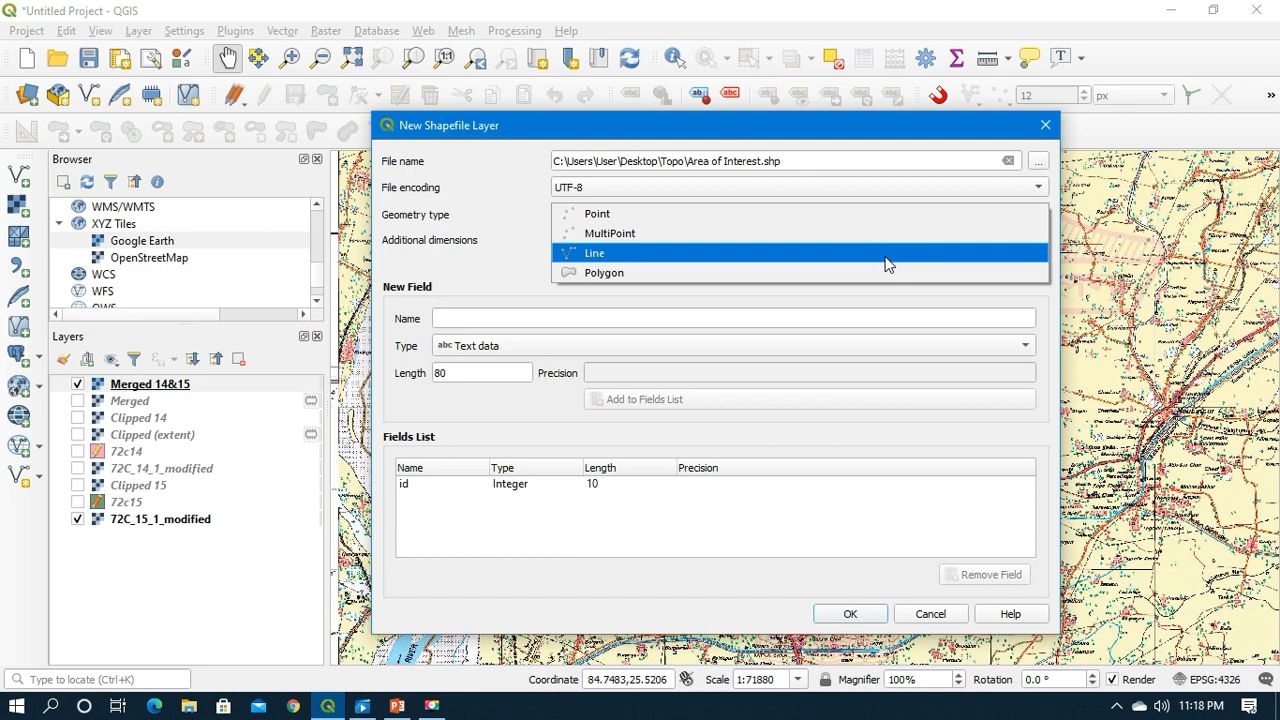 *Untitled Project - QGIS
Project Edit View Layer Settings Plugins Vector Raster Database Web Mesh Processing Help
12 px
New Shapefile Layer
File name C:\Users\User\Desktop\Topo\Area of Interest.shp ...
File encoding UTF-8
Geometry type
Point
MultiPoint
Line
Polygon
Additional dimensions
New Field
Name
Type abc Text data
Length 80 Precision
Add to Fields List
Fields List
Name Type Length Precision
id Integer 10
Remove Field
OK Cancel Help
Browser
WMS/WMTS
XYZ Tiles
Google Earth
OpenStreetMap
WCS
WFS
OWS
Layers
Merged 14&15
Merged
Clipped 14
Clipped (extent)
72c14
72C_14_1_modified
Clipped 15
72c15
72C_15_1_modified
RIVER
Type to locate (Ctrl+K) Coordinate 84.7483,25.5206 Scale 1:71880 Magnifier 100% Rotation 0.0 ° Render EPSG:4326
11:18 PM